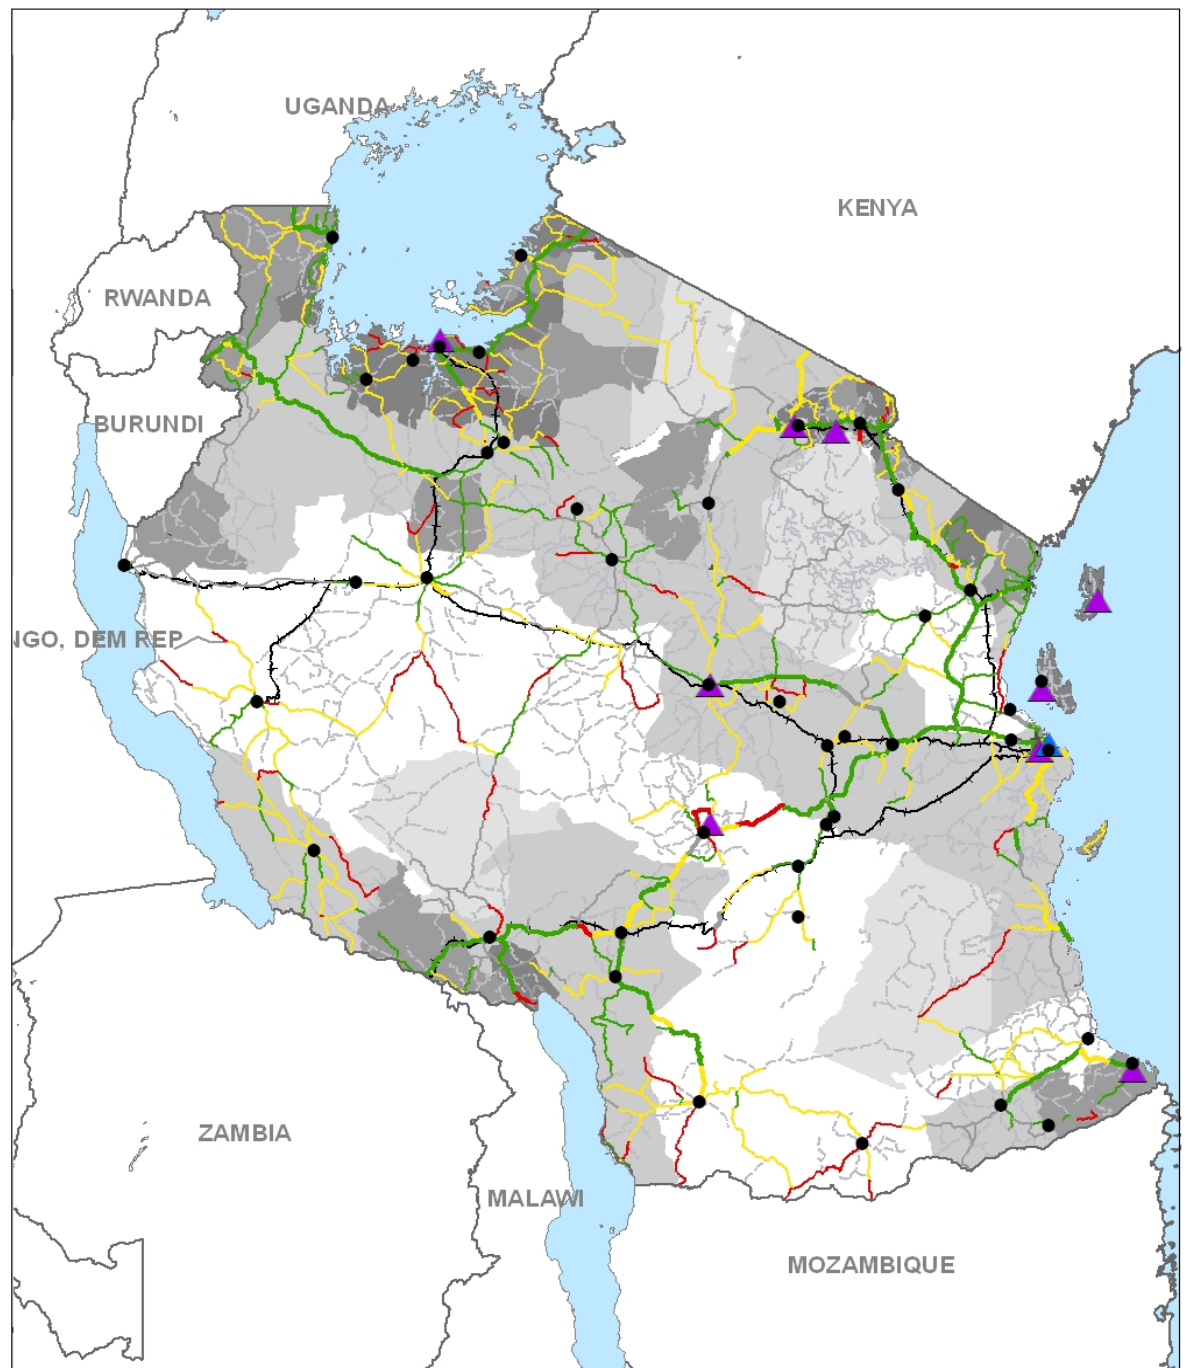 UGANDA
KENYA
RWANDA
BURUNDI
NGO, DEM REP
ZAMBIA
MALAWI
MOZAMBIQUE